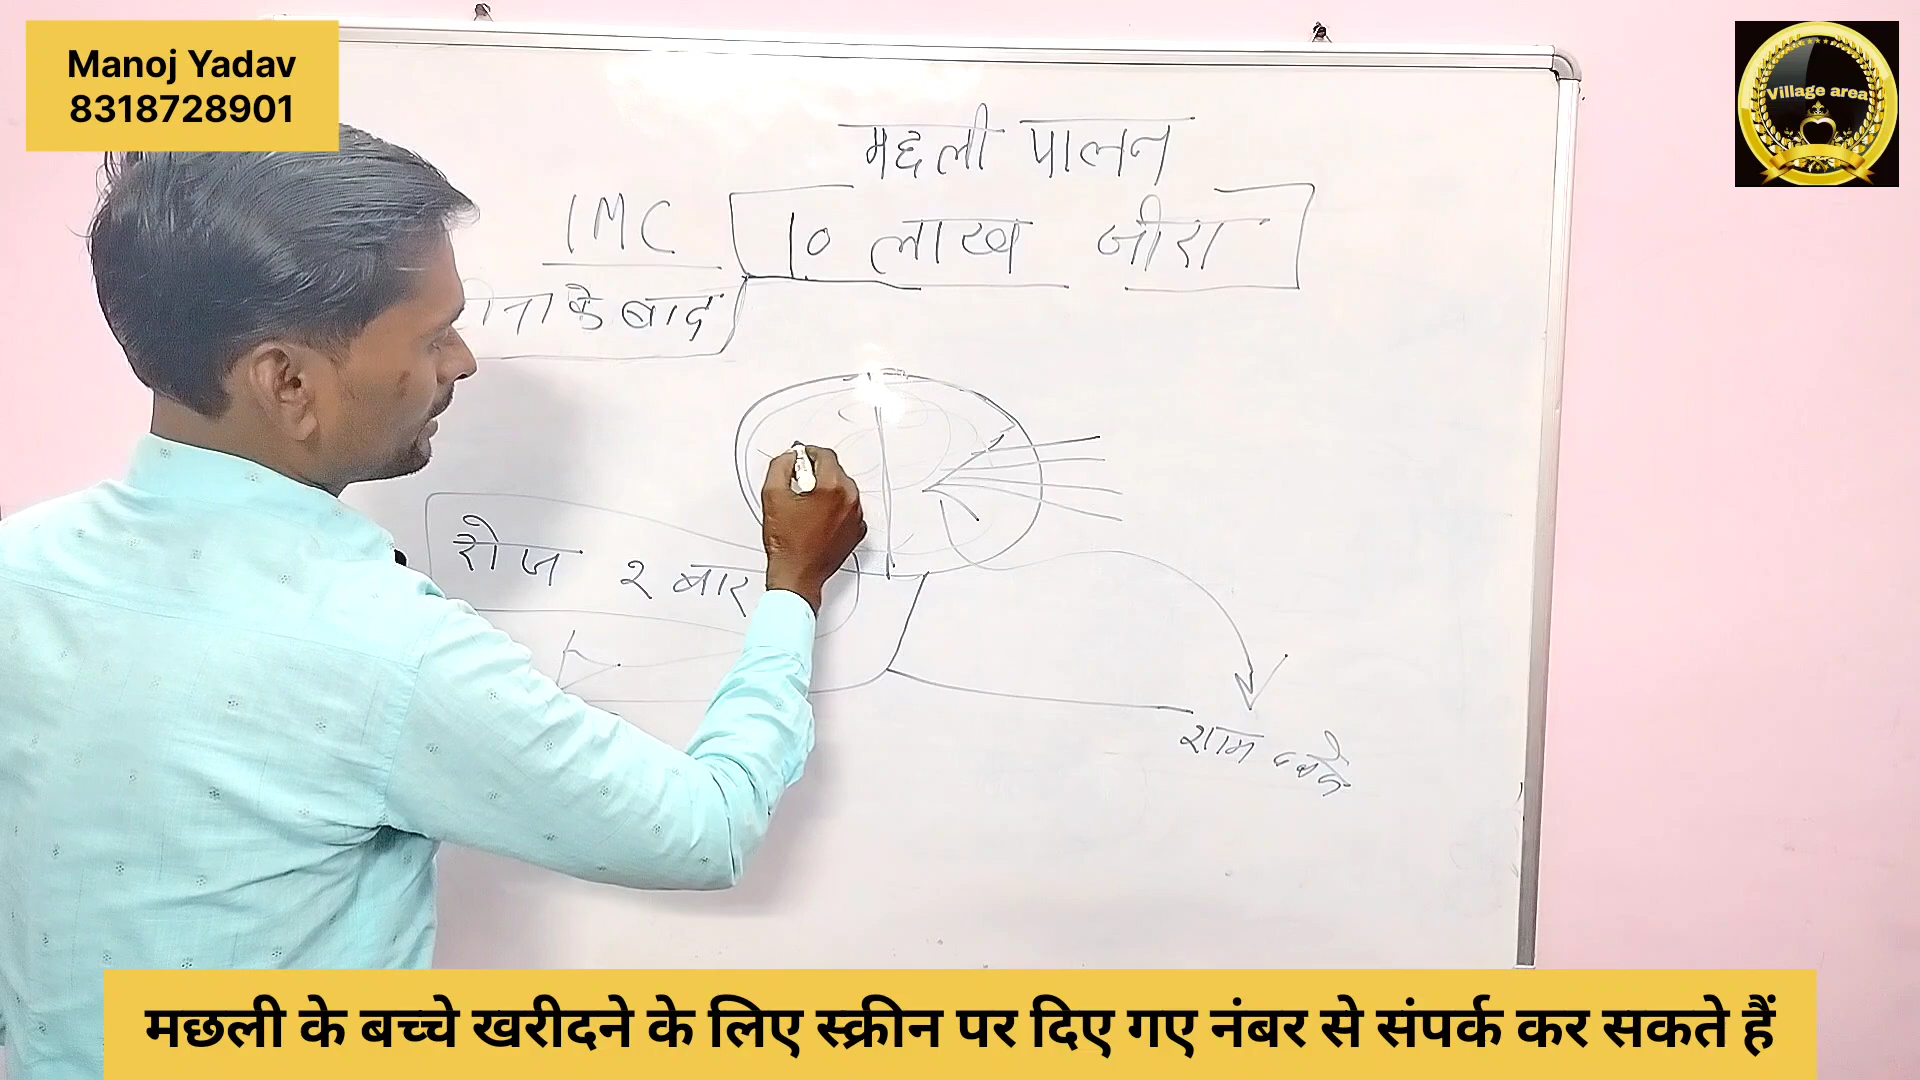 Manoj Yadav
8318728901
Village area
मछली पालन
IMC
10 लाख जीरा
के बाद
रोज २ बार
शाम
मछली के बच्चे खरीदने के लिए स्क्रीन पर दिए गए नंबर से संपर्क कर सकते हैं